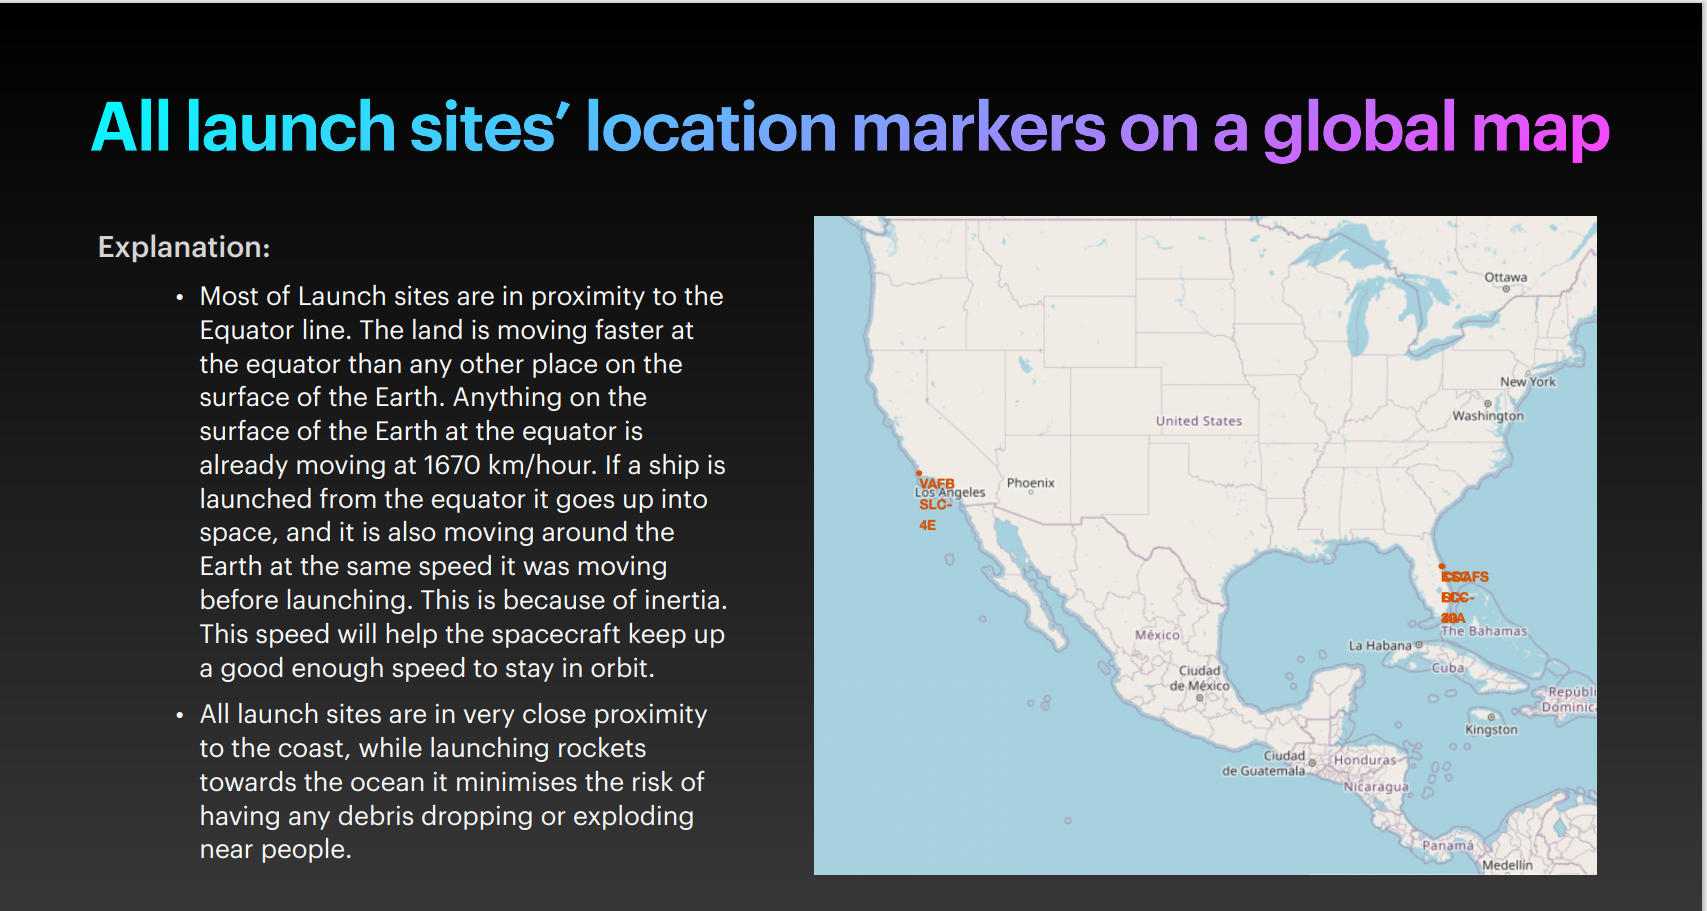 All launch sites’ location markers on a global map
Explanation:
• Most of Launch sites are in proximity to the
Equator line. The land is moving faster at
the equator than any other place on the
surface of the Earth. Anything on the
surface of the Earth at the equator is
already moving at 1670 km/hour. If a ship is
launched from the equator it goes up into
space, and it is also moving around the
Earth at the same speed it was moving
before launching. This is because of inertia.
This speed will help the spacecraft keep up
a good enough speed to stay in orbit.
• All launch sites are in very close proximity
to the coast, while launching rockets
towards the ocean it minimises the risk of
having any debris dropping or exploding
near people.
Ottawa
New York
Washington
United States
Phoenix
Los Angeles
VAFB
SLC-
4E
The Bahamas
La Habana
Cuba
México
Ciudad
de México
Repúbli
Dominic
Kingston
Ciudad
de Guatemala
Honduras
Nicaragua
Panamá
Medellín